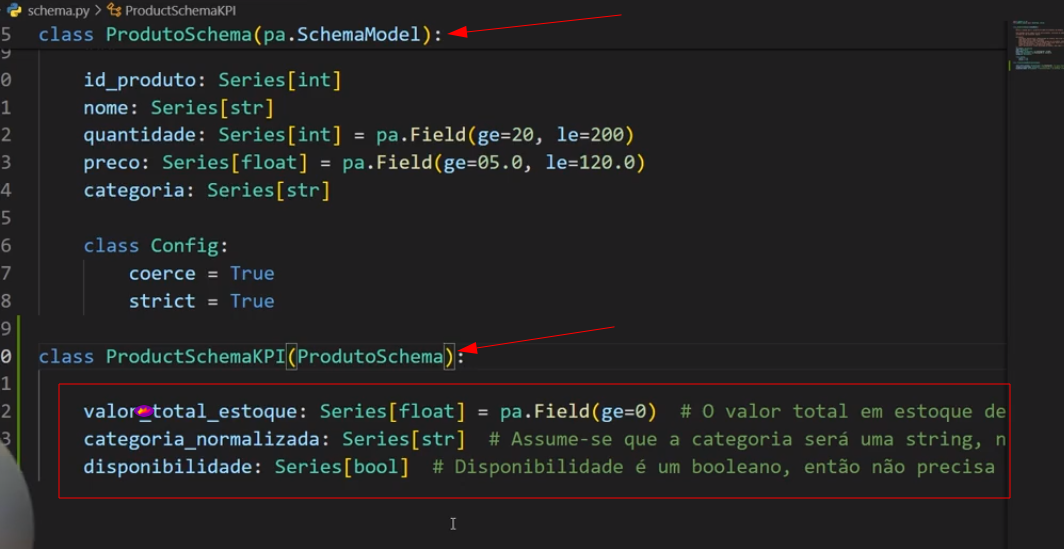 schema.py > ProductSchemaKPI
5 class ProdutoSchema(pa.SchemaModel):
9
0 id_produto: Series[int]
1 nome: Series[str]
2 quantidade: Series[int] = pa.Field(ge=20, le=200)
3 preco: Series[float] = pa.Field(ge=05.0, le=120.0)
4 categoria: Series[str]
5
6 class Config:
7 coerce = True
8 strict = True
9
0 class ProductSchemaKPI(ProdutoSchema):
1
2 valor_total_estoque: Series[float] = pa.Field(ge=0) # O valor total em estoque de
3 categoria_normalizada: Series[str] # Assume-se que a categoria será uma string, n
disponibilidade: Series[bool] # Disponibilidade é um booleano, então não precisa